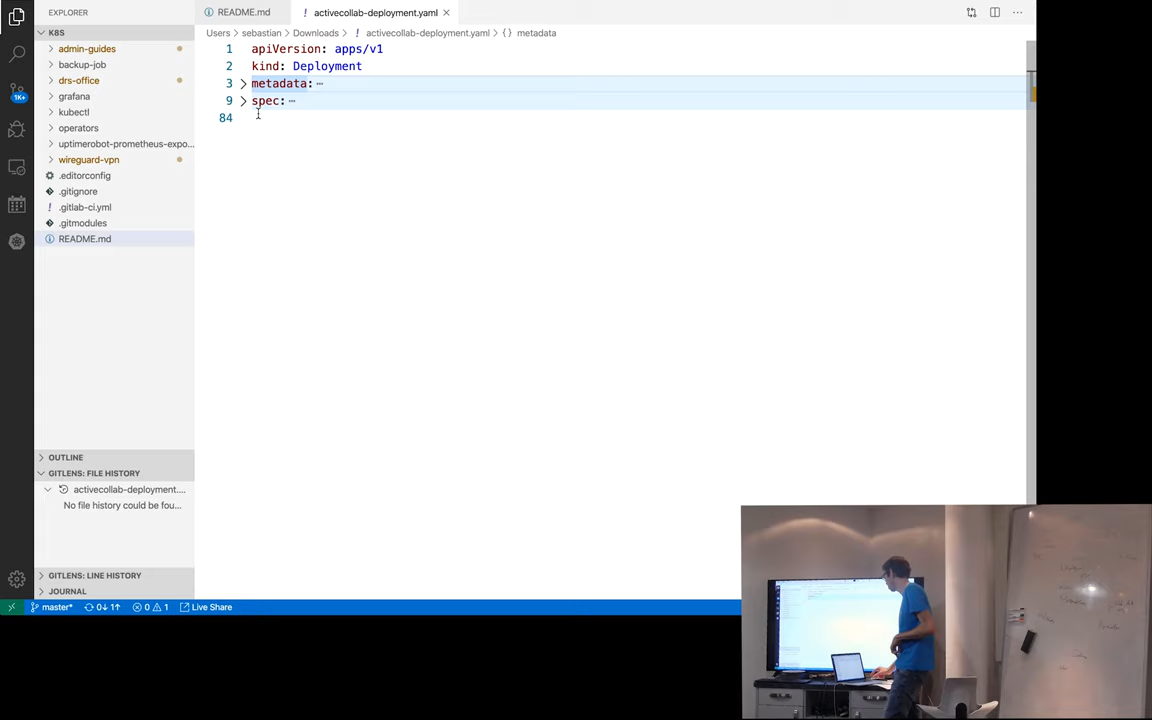 EXPLORER
README.md
activecollab-deployment.yaml
K8S
Users > sebastian > Downloads > ! activecollab-deployment.yaml > {} metadata
admin-guides
backup-job
drs-office
grafana
kubectl
operators
uptimerobot-prometheus-expo...
wireguard-vpn
.editorconfig
.gitignore
.gitlab-ci.yml
.gitmodules
README.md
1 apiVersion: apps/v1
2 kind: Deployment
3 metadata: ...
9 spec: ...
84
1K+
OUTLINE
GITLENS: FILE HISTORY
activecollab-deployment....
No file history could be fou...
GITLENS: LINE HISTORY
JOURNAL
master* 0↓ 1↑ 0 1 Live Share